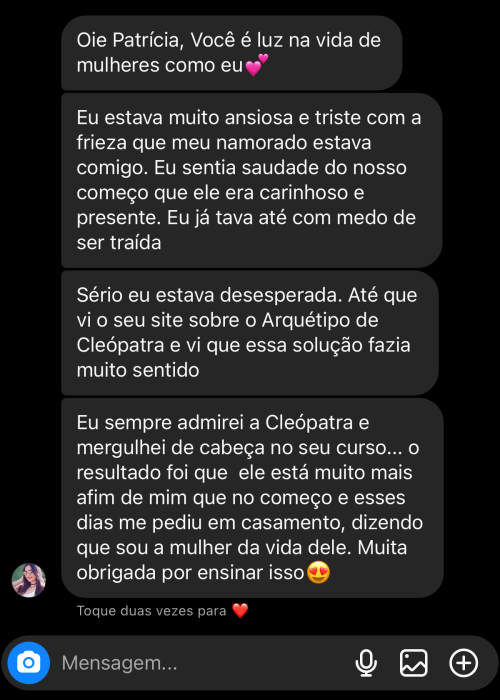 Oie Patrícia, Você é luz na vida de
mulheres como eu💕
Eu estava muito ansiosa e triste com a
frieza que meu namorado estava
comigo. Eu sentia saudade do nosso
começo que ele era carinhoso e
presente. Eu já tava até com medo de
ser traída
Sério eu estava desesperada. Até que
vi o seu site sobre o Arquétipo de
Cleópatra e vi que essa solução fazia
muito sentido
Eu sempre admirei a Cleópatra e
mergulhei de cabeça no seu curso... o
resultado foi que  ele está muito mais
afim de mim que no começo e esses
dias me pediu em casamento, dizendo
que sou a mulher da vida dele. Muita
obrigada por ensinar isso😍
Toque duas vezes para ❤️
Mensagem...